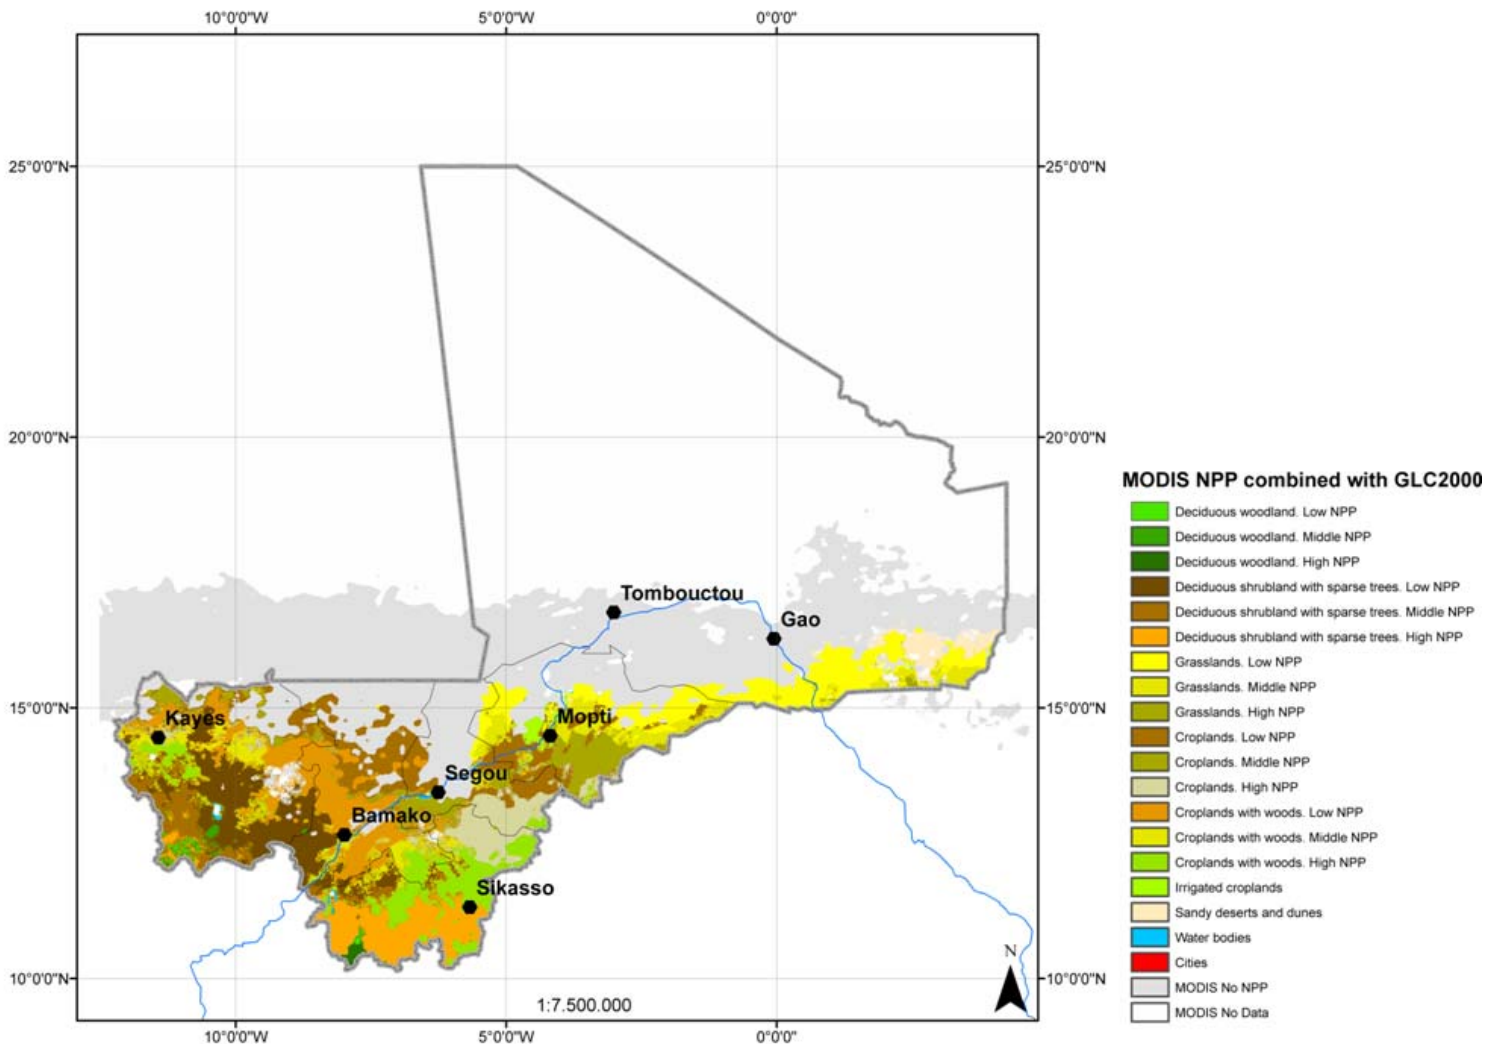 10°0'0"W 5°0'0"W 0°0'0"
25°0'0"N 25°0'0"N
20°0'0"N 20°0'0"N
MODIS NPP combined with GLC2000
Deciduous woodland. Low NPP
Deciduous woodland. Middle NPP
Deciduous woodland. High NPP
Deciduous shrubland with sparse trees. Low NPP
Deciduous shrubland with sparse trees. Middle NPP
Deciduous shrubland with sparse trees. High NPP
Grasslands. Low NPP
Grasslands. Middle NPP
Grasslands. High NPP
Croplands. Low NPP
Croplands. Middle NPP
Croplands. High NPP
Croplands with woods. Low NPP
Croplands with woods. Middle NPP
Croplands with woods. High NPP
Irrigated croplands
Sandy deserts and dunes
Water bodies
Cities
MODIS No NPP
MODIS No Data
Tombouctou
Gao
15°0'0"N 15°0'0"N
Kayes
Mopti
Segou
Bamako
Sikasso
N
10°0'0"N 10°0'0"N
1:7.500.000
10°0'0"W 5°0'0"W 0°0'0"